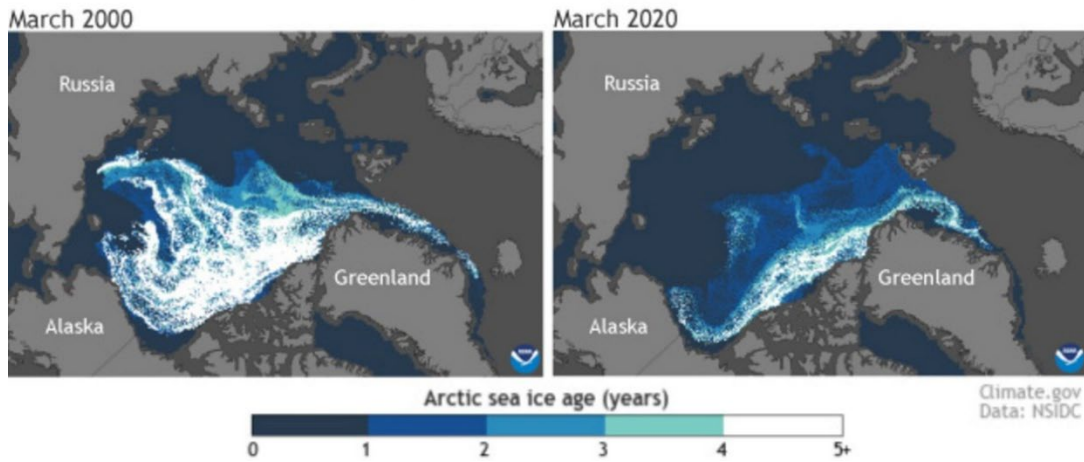 March 2000
March 2020
Russia
Greenland
Alaska
Russia
Greenland
Alaska
Arctic sea ice age (years)
0 1 2 3 4 5+
Climate.gov
Data: NSIDC